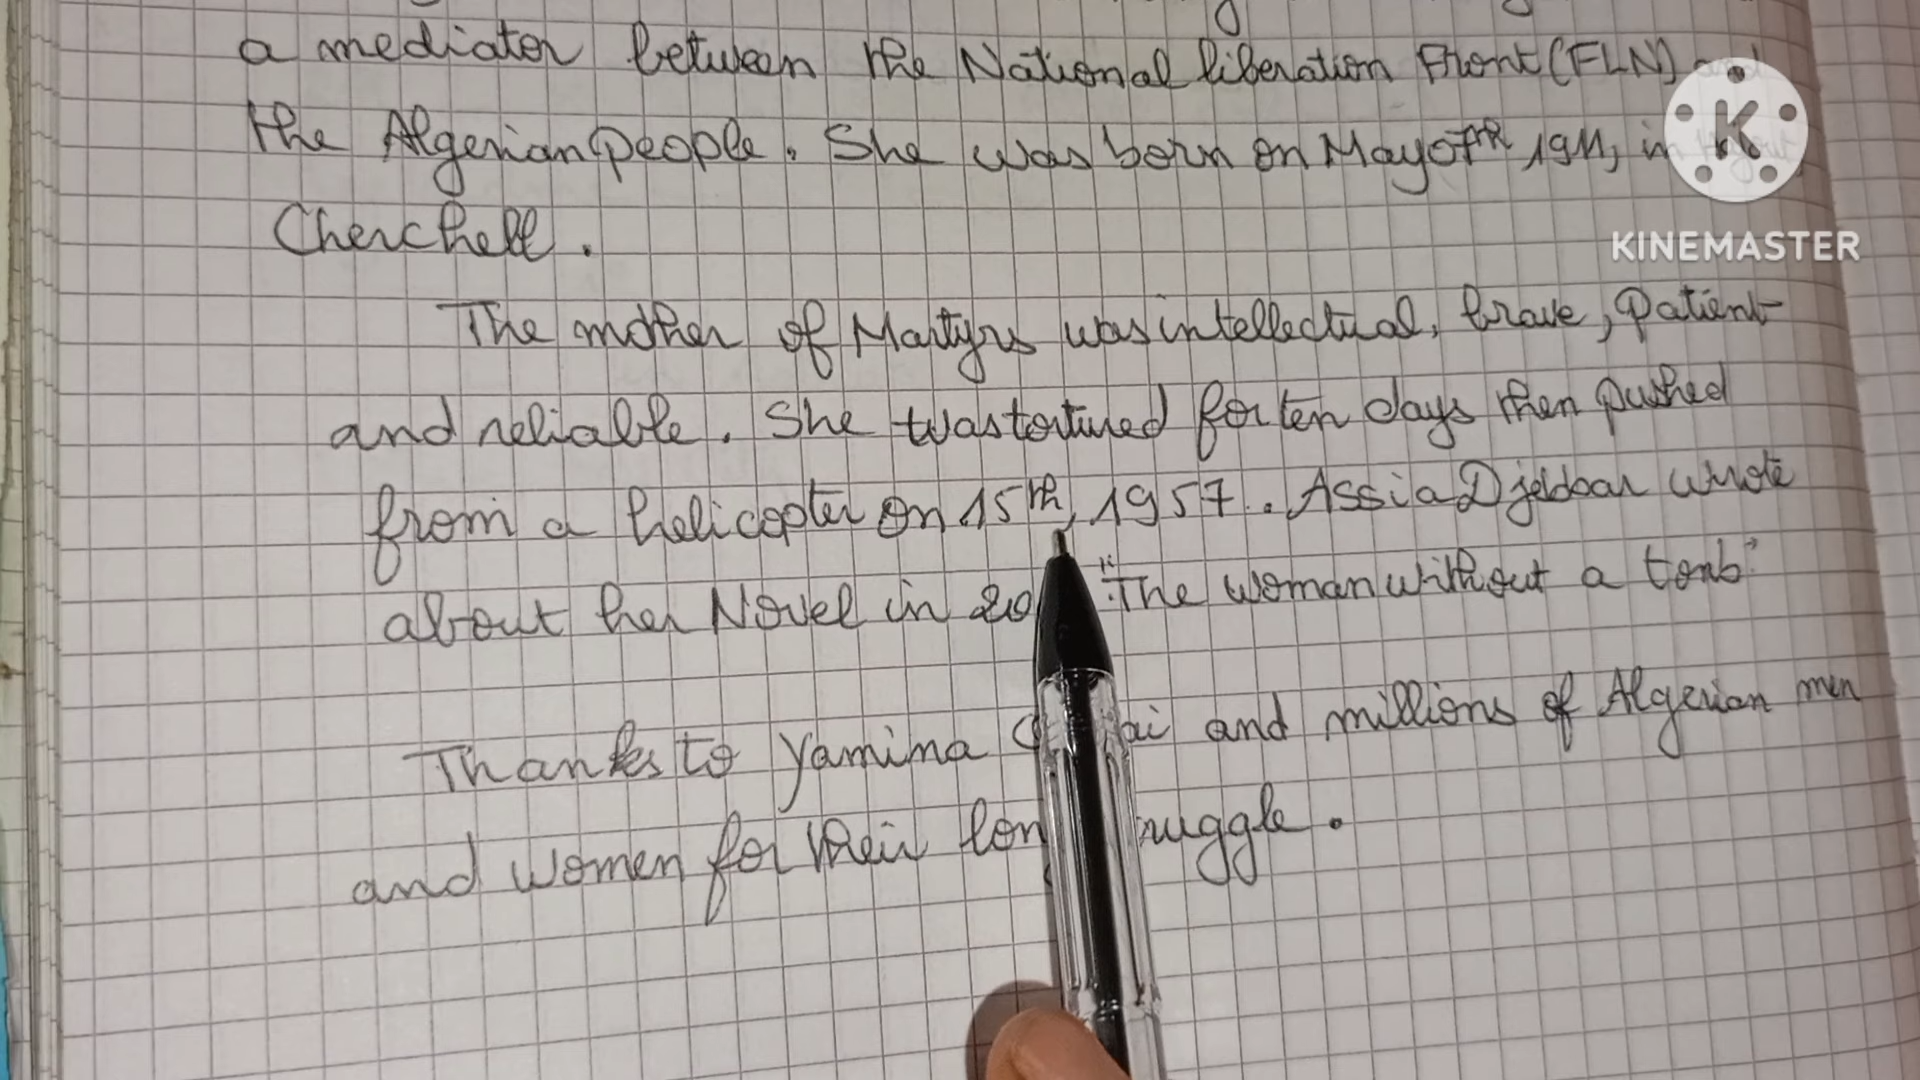 a mediator between the National liberation Front (FLN) and
the Algerian people. She was born on May 07th 1911, in
Cherchell.
The mother of Martyrs was intellectual, brave, patient
and reliable. She was tortured for ten days then pushed
from a helicopter on 15th, 1957. Assia Djebbar wrote
about her Novel in "The woman without a tomb"
Thanks to Yamina and millions of Algerian men
and women for their
K
KINEMASTER